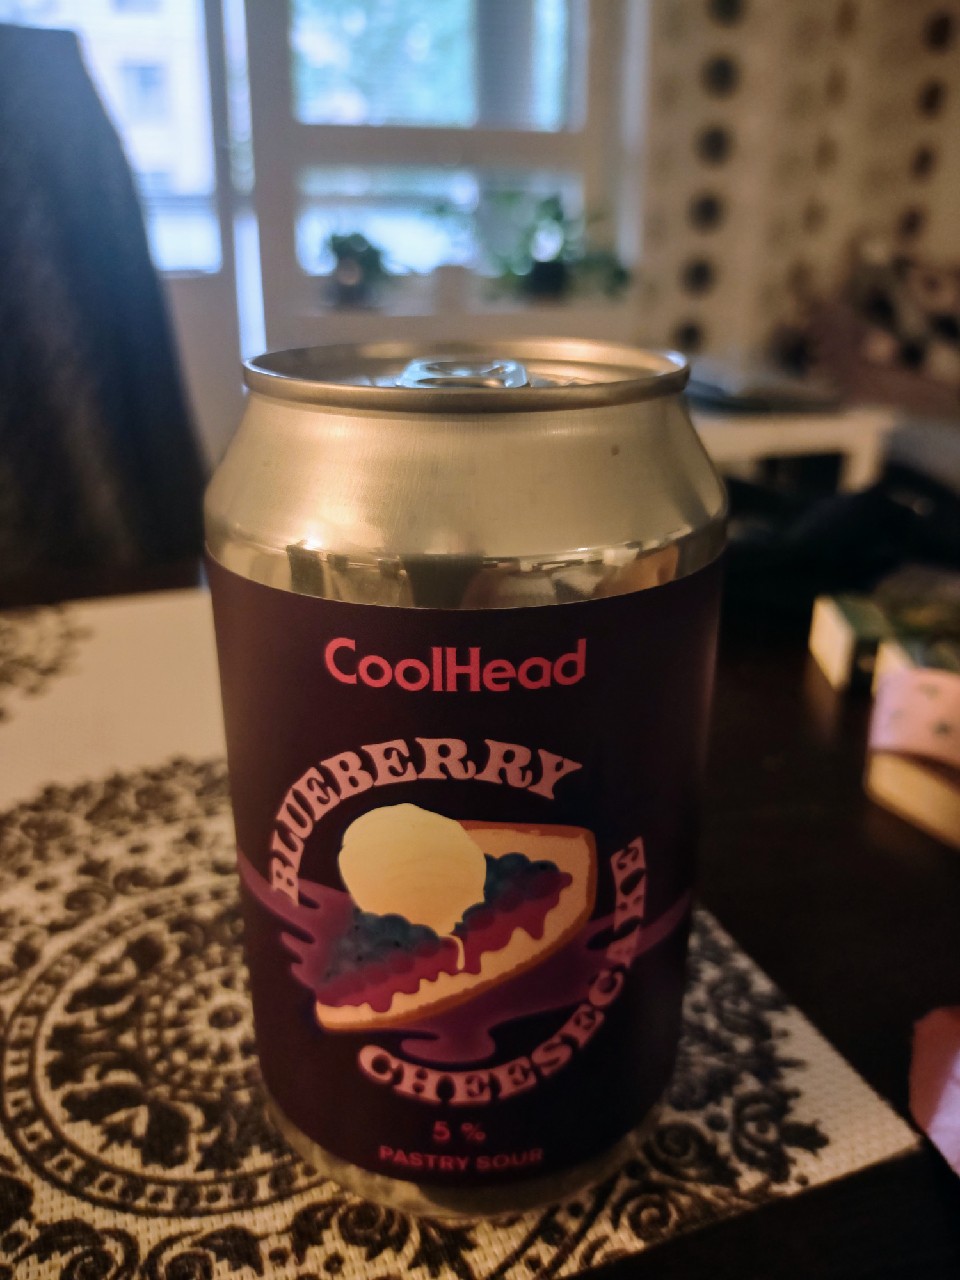 CoolHead
BLUEBERRY
CHEESECAKE
5 %
PASTRY SOUR